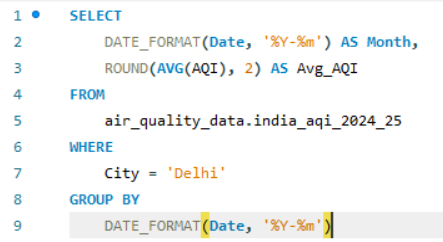 1 SELECT
2 DATE_FORMAT(Date, '%Y-%m') AS Month,
3 ROUND(AVG(AQI), 2) AS Avg_AQI
4 FROM
5 air_quality_data.india_aqi_2024_25
6 WHERE
7 City = 'Delhi'
8 GROUP BY
9 DATE_FORMAT(Date, '%Y-%m')